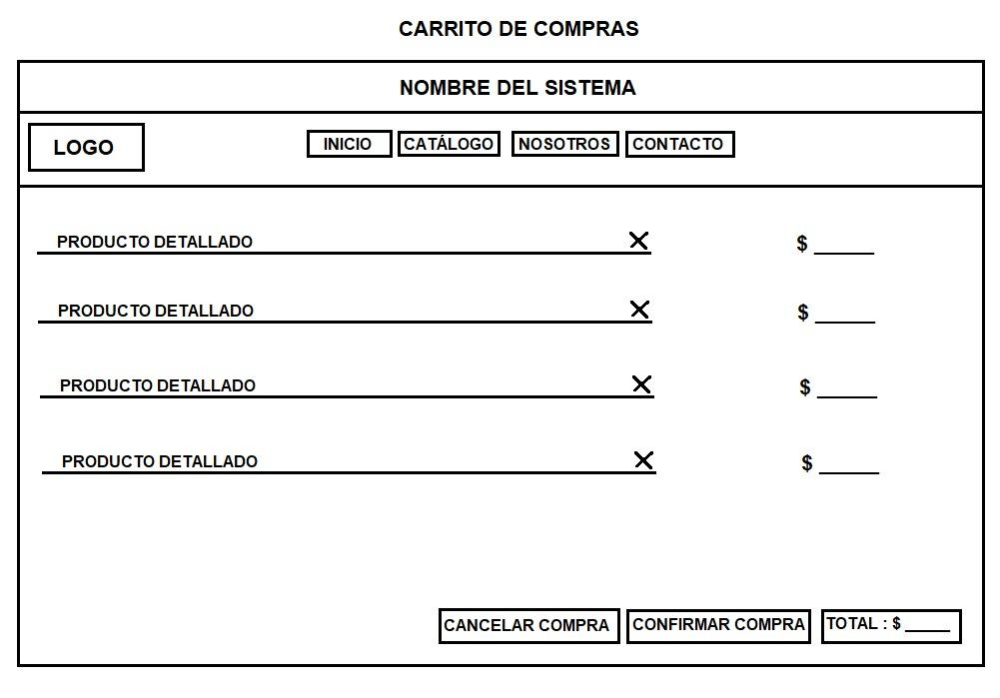 CARRITO DE COMPRAS
NOMBRE DEL SISTEMA
LOGO
INICIO CATÁLOGO NOSOTROS CONTACTO
PRODUCTO DETALLADO X $ _____
PRODUCTO DETALLADO X $ _____
PRODUCTO DETALLADO X $ _____
PRODUCTO DETALLADO X $ _____
CANCELAR COMPRA CONFIRMAR COMPRA TOTAL : $ _____